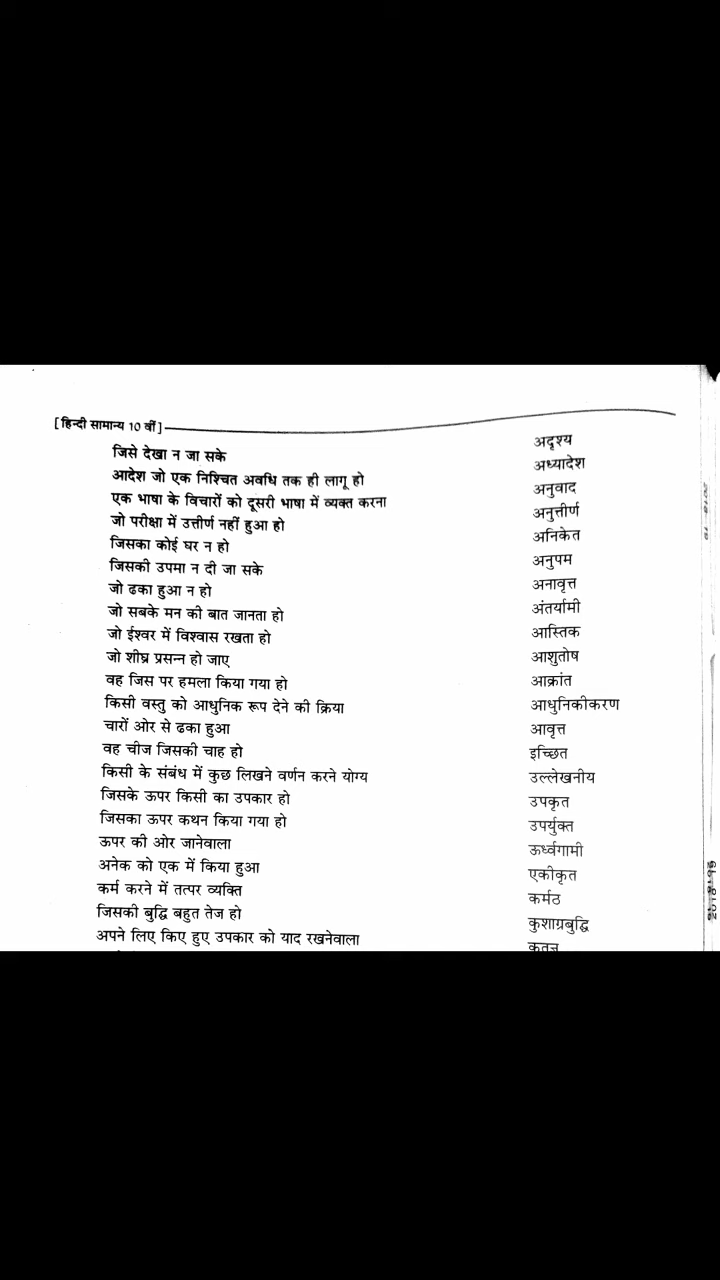 [ हिन्दी सामान्य 10 वीं ]
जिसे देखा न जा सके अदृश्य
आदेश जो एक निश्चित अवधि तक ही लागू हो अध्यादेश
एक भाषा के विचारों को दूसरी भाषा में व्यक्त करना अनुवाद
जो परीक्षा में उत्तीर्ण नहीं हुआ हो अनुत्तीर्ण
जिसका कोई घर न हो अनिकेत
जिसकी उपमा न दी जा सके अनुपम
जो ढका हुआ न हो अनावृत्त
जो सबके मन की बात जानता हो अंतर्यामी
जो ईश्वर में विश्वास रखता हो आस्तिक
जो शीघ्र प्रसन्न हो जाए आशुतोष
वह जिस पर हमला किया गया हो आक्रांत
किसी वस्तु को आधुनिक रूप देने की क्रिया आधुनिकीकरण
चारों ओर से ढका हुआ आवृत्त
वह चीज जिसकी चाह हो इच्छित
किसी के संबंध में कुछ लिखने वर्णन करने योग्य उल्लेखनीय
जिसके ऊपर किसी का उपकार हो उपकृत
जिसका ऊपर कथन किया गया हो उपर्युक्त
ऊपर की ओर जानेवाला ऊर्ध्वगामी
अनेक को एक में किया हुआ एकीकृत
कर्म करने में तत्पर व्यक्ति कर्मठ
जिसकी बुद्धि बहुत तेज हो कुशाग्रबुद्धि
अपने लिए किए हुए उपकार को याद रखनेवाला